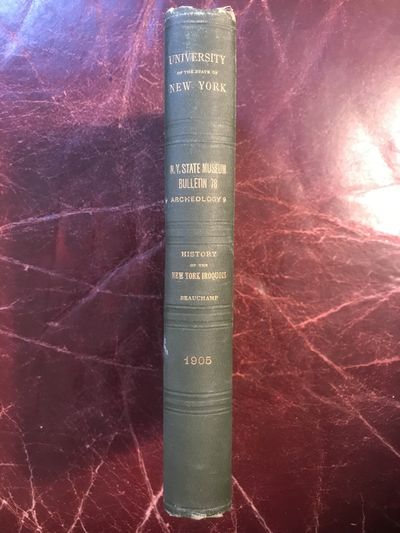 UNIVERSITY
OF THE STATE OF
NEW YORK
N.Y. STATE MUSEUM
BULLETIN 78
ARCHEOLOGY 9
HISTORY
OF THE
NEW YORK IROQUOIS
BEAUCHAMP
1905